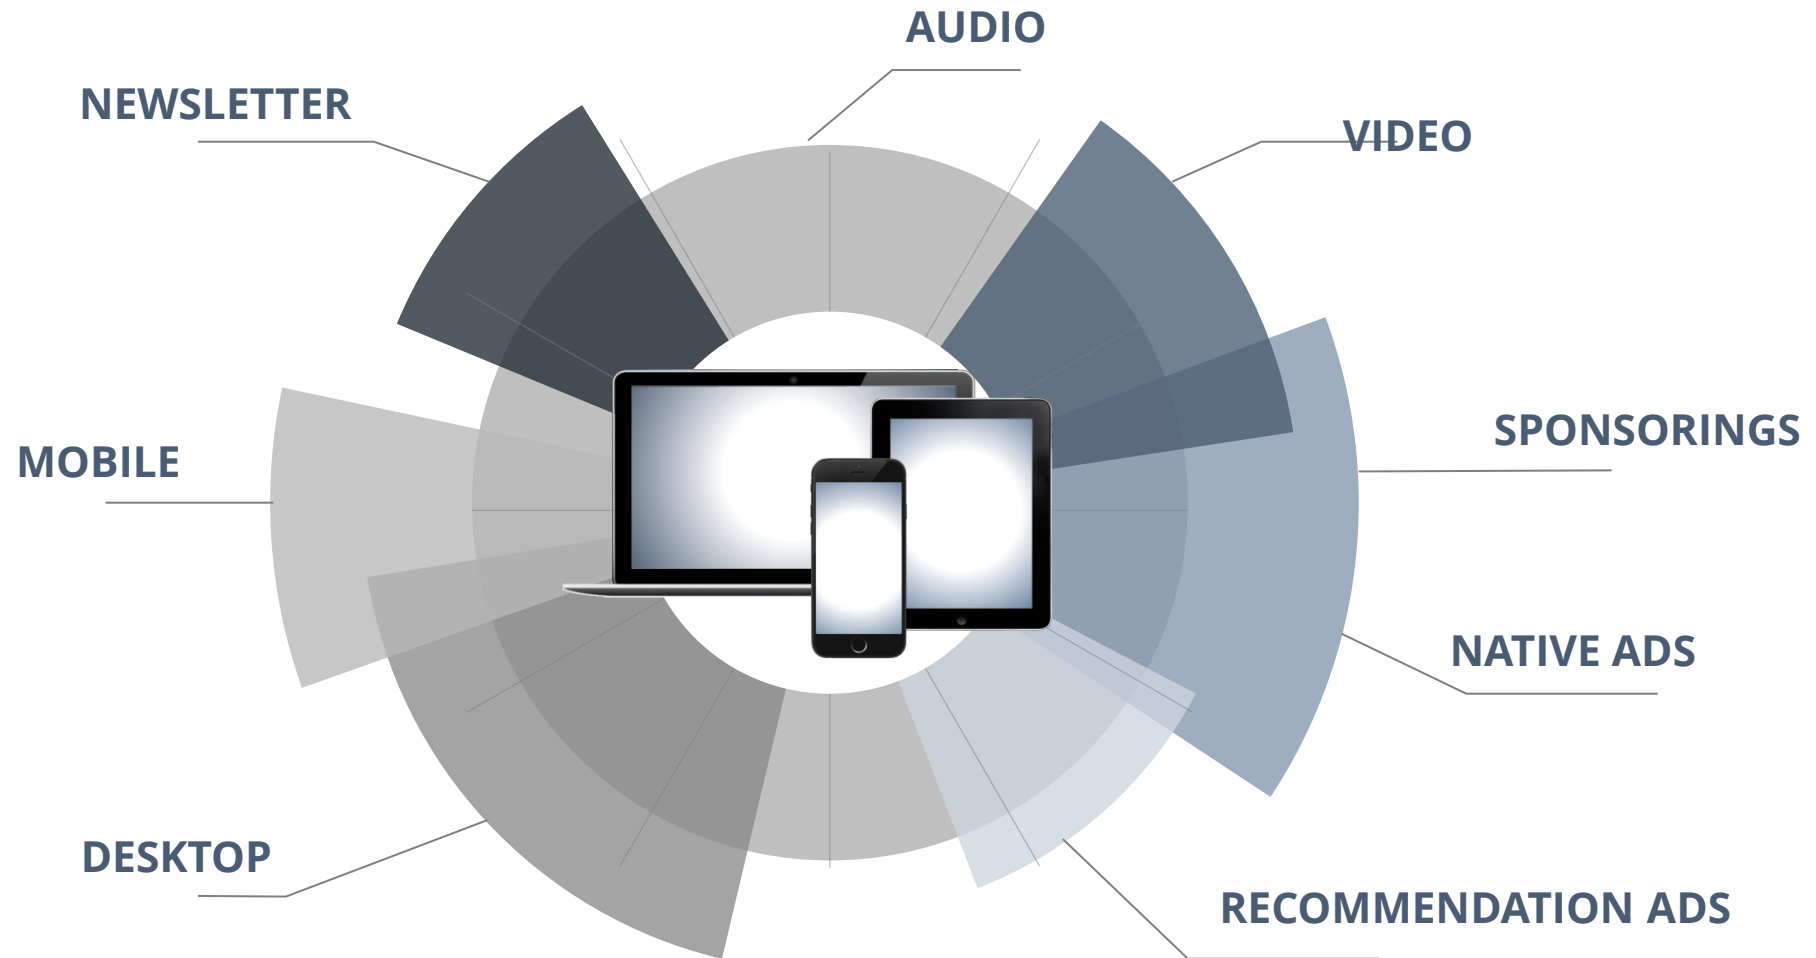 AUDIO
NEWSLETTER
VIDEO
SPONSORINGS
MOBILE
NATIVE ADS
DESKTOP
RECOMMENDATION ADS